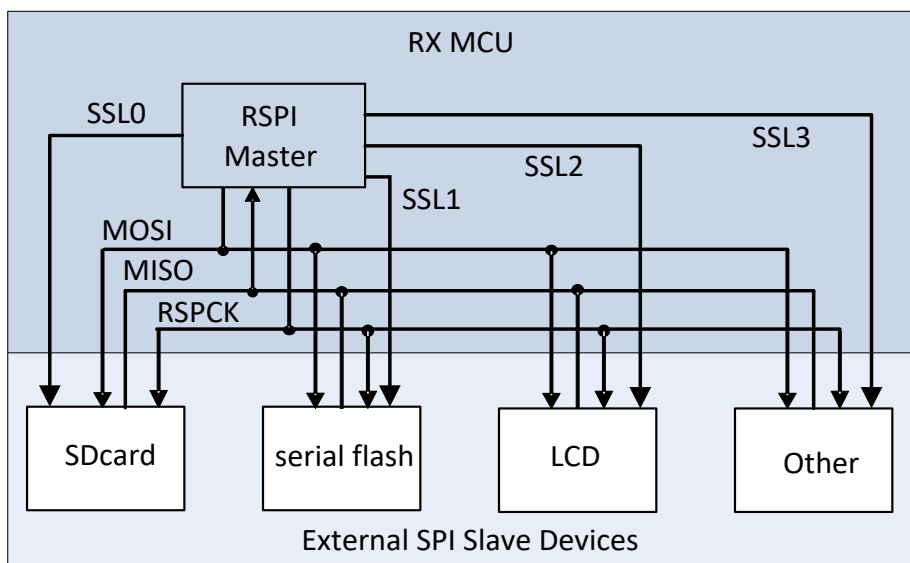 RX MCU
SSL0
RSPI
Master
SSL3
SSL2
SSL1
MOSI
MISO
RSPCK
SDcard
serial flash
LCD
Other
External SPI Slave Devices